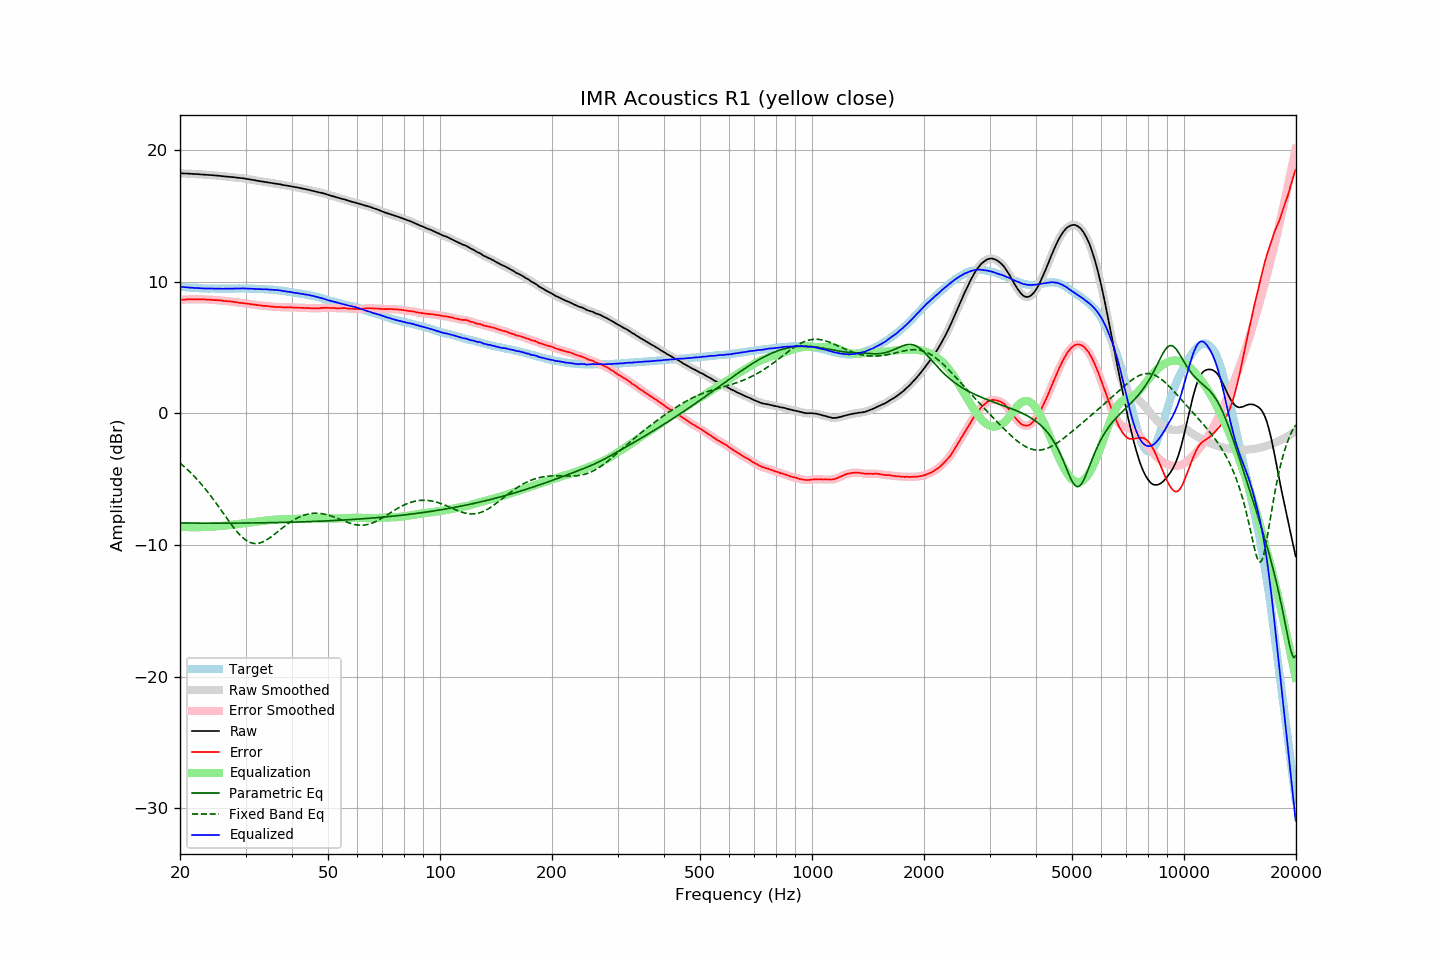 IMR Acoustics R1 (yellow close)
Amplitude (dBr)
20
10
0
−10
−20
−30
Target
Raw Smoothed
Error Smoothed
Raw
Error
Equalization
Parametric Eq
Fixed Band Eq
Equalized
20 50 100 200 500 1000 2000 5000 10000 20000
Frequency (Hz)